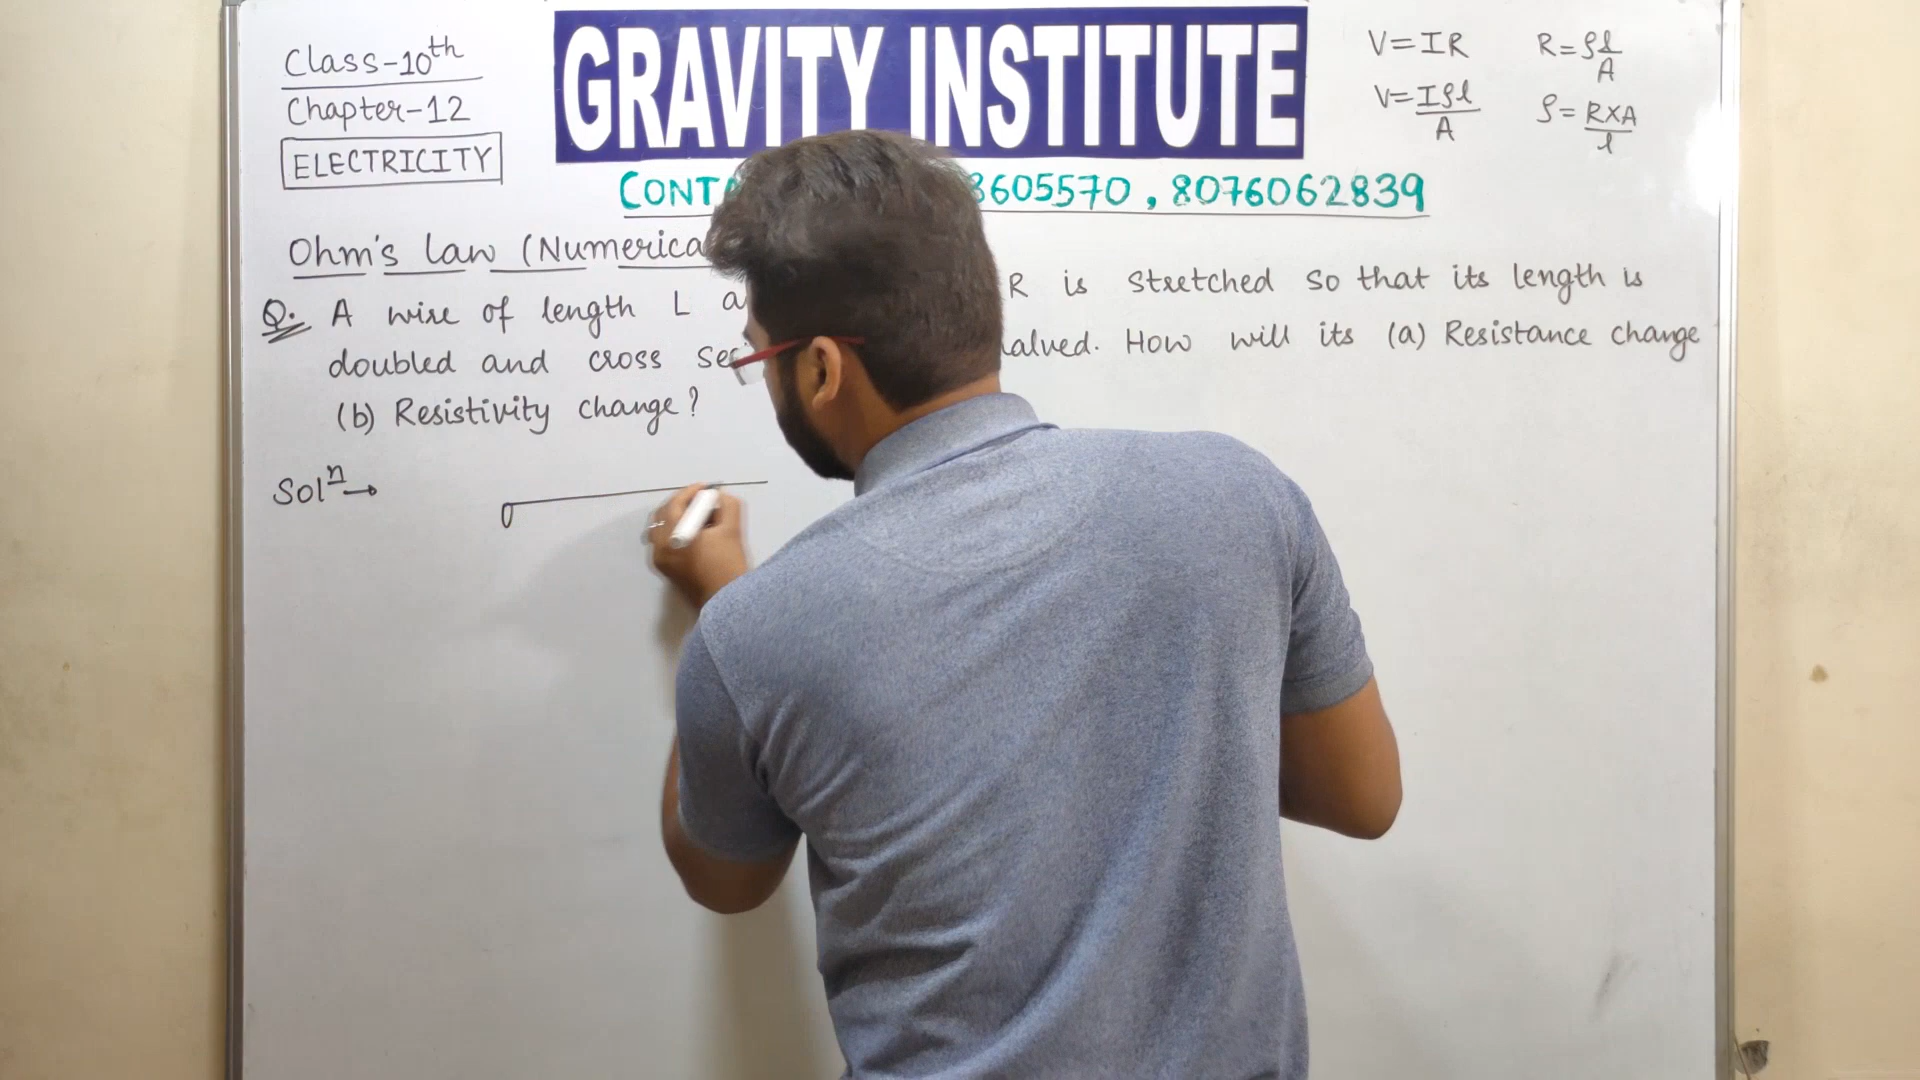 Class-10th
Chapter-12
ELECTRICITY
GRAVITY INSTITUTE
605570, 8076062839
V=IR
R=ρl/A
V=Iρl/A
ρ=R×A/l
Ohm's law (Numerica
Q. A wire of length L R is stretched so that its length is
doubled and cross halved. How will its (a) Resistance change
(b) Resistivity change?
Solⁿ→